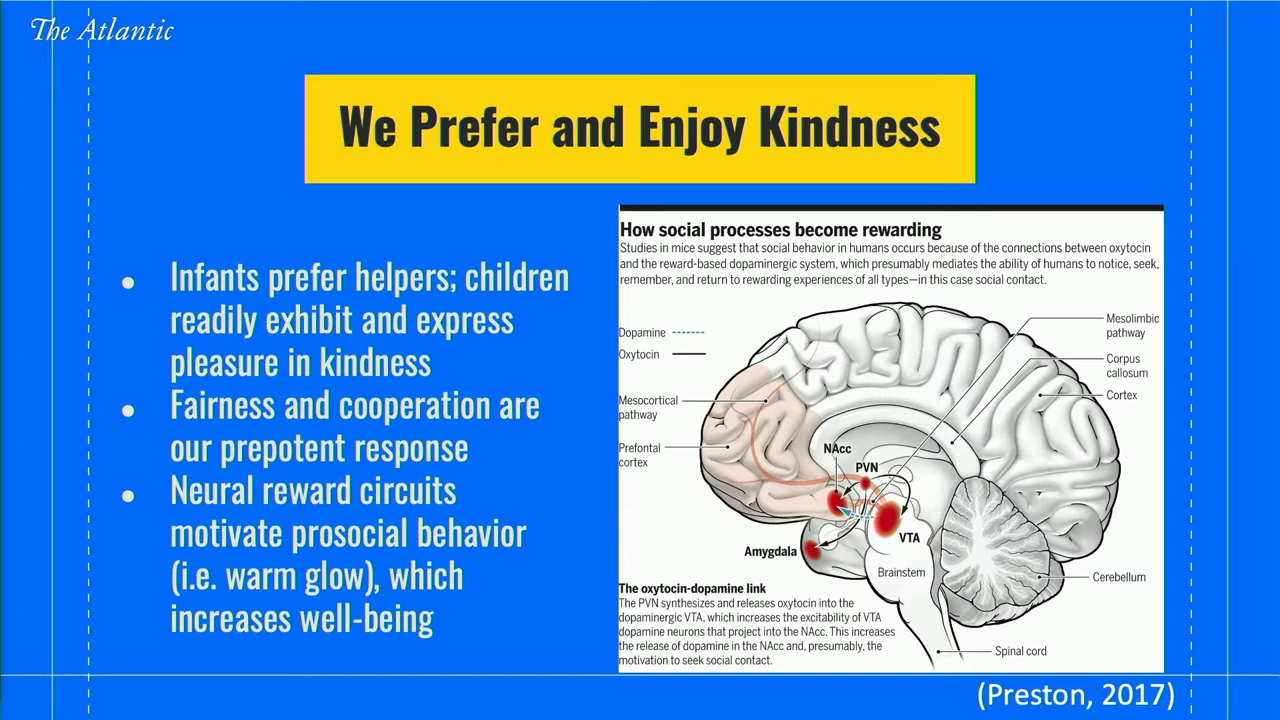 The Atlantic
We Prefer and Enjoy Kindness
● Infants prefer helpers; children
readily exhibit and express
pleasure in kindness
● Fairness and cooperation are
our prepotent response
● Neural reward circuits
motivate prosocial behavior
(i.e. warm glow), which
increases well-being
How social processes become rewarding
Studies in mice suggest that social behavior in humans occurs because of the connections between oxytocin
and the reward-based dopaminergic system, which presumably mediates the ability of humans to notice, seek,
remember, and return to rewarding experiences of all types—in this case social contact.
Dopamine
Oxytocin
Mesocortical
pathway
Prefontal
cortex
Mesolimbic
pathway
Corpus
callosum
Cortex
NAcc
PVN
VTA
Amygdala
Brainstem
Cerebellum
Spinal cord
The oxytocin-dopamine link
The PVN synthesizes and releases oxytocin into the
dopaminergic VTA, which increases the excitability of VTA
dopamine neurons that project into the NAcc. This increases
the release of dopamine in the NAcc and, presumably, the
motivation to seek social contact.
(Preston, 2017)